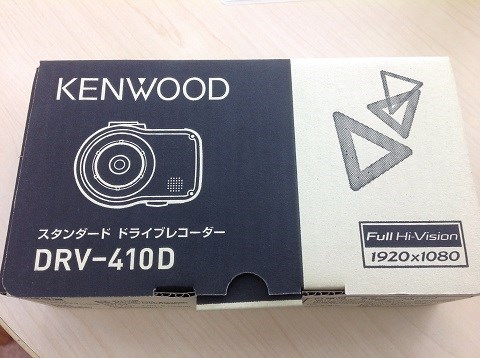 KENWOOD
スタンダード ドライブレコーダー
DRV-410D
Full Hi-Vision
1920x1080